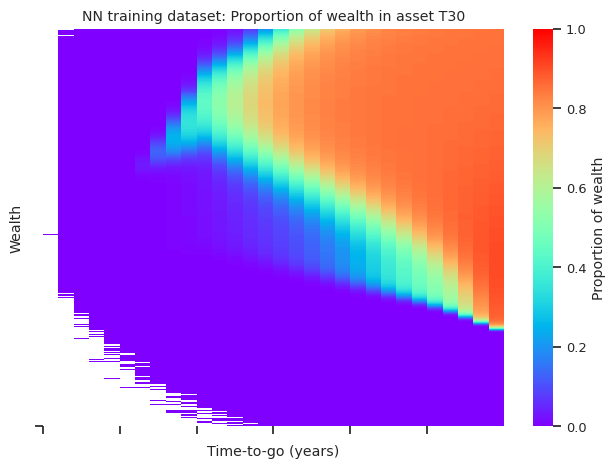 NN training dataset: Proportion of wealth in asset T30
Wealth
Time-to-go (years)
1.0
0.8
0.6
0.4
0.2
0.0
Proportion of wealth